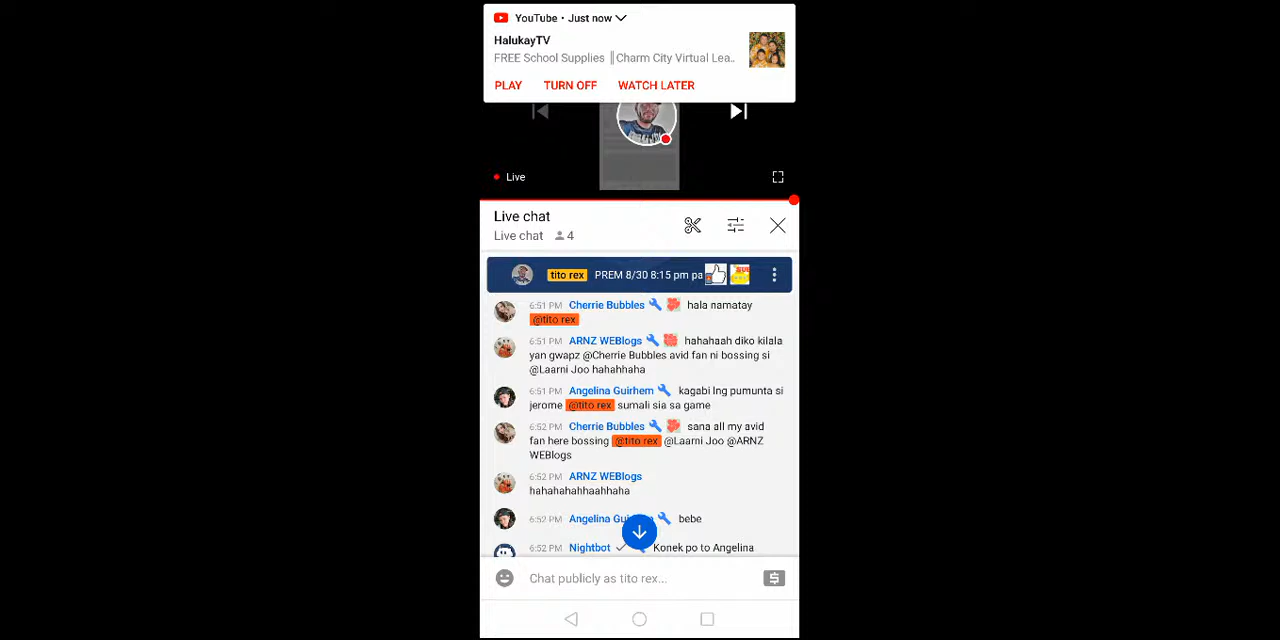 YouTube • Just now
HalukayTV
FREE School Supplies ║Charm City Virtual Lea..
PLAY TURN OFF WATCH LATER
Live
Live chat
Live chat 4
tito rex PREM 8/30 8:15 pm pa
6:51 PM Cherrie Bubbles hala namatay
@tito rex
6:51 PM ARNZ WEBlogs hahahaah diko kilala
yan gwapz @Cherrie Bubbles avid fan ni bossing si
@Laarni Joo hahahhaha
6:51 PM Angelina Guirhem kagabi lng pumunta si
jerome @tito rex sumali sia sa game
6:52 PM Cherrie Bubbles sana all my avid
fan here bossing @tito rex @Laarni Joo @ARNZ
WEBlogs
6:52 PM ARNZ WEBlogs
hahahahahhaahhaha
6:52 PM Angelina bebe
6:52 PM Nightbot Konek po to Angelina
Chat publicly as tito rex...